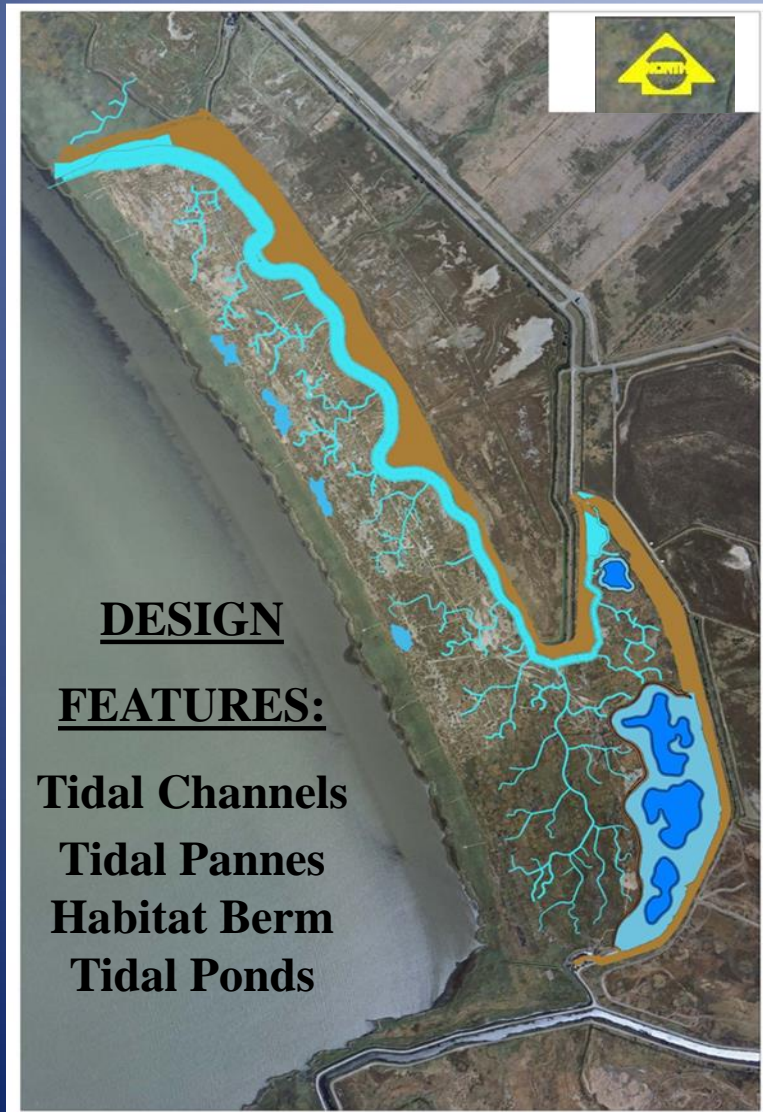 NORTH
DESIGN
FEATURES:
Tidal Channels
Tidal Pannes
Habitat Berm
Tidal Ponds